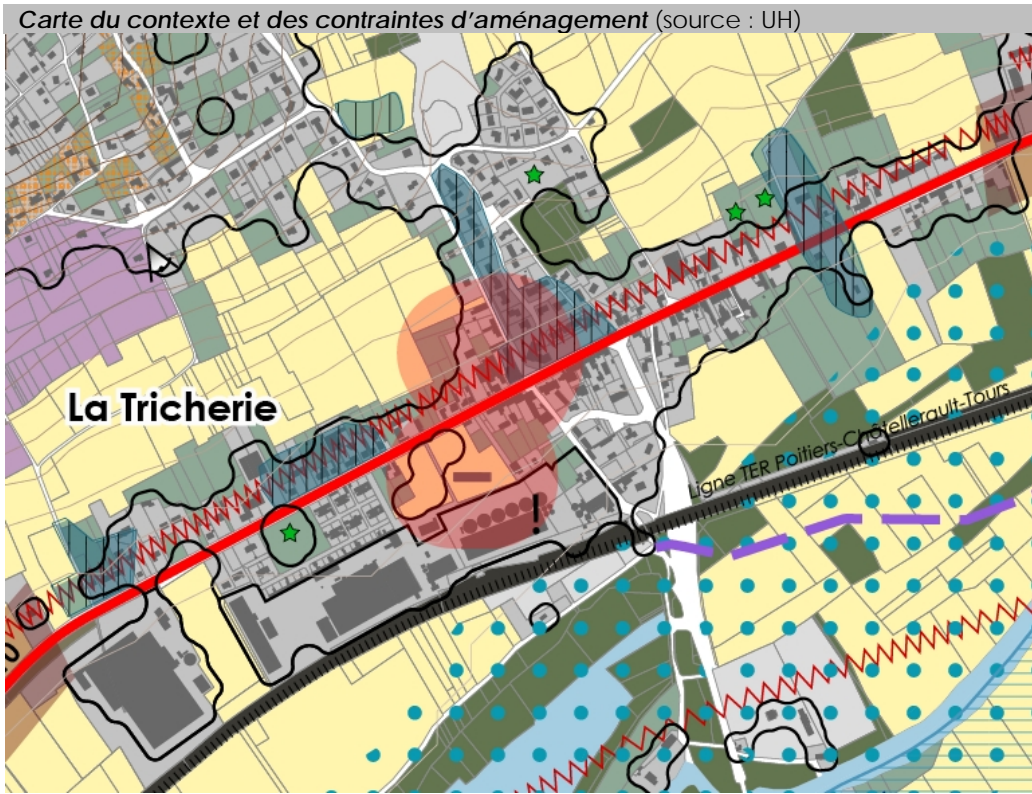 Carte du contexte et des contraintes d’aménagement (source : UH)
La Tricherie
Ligne TER Poitiers-Châtellerault-Tours
!